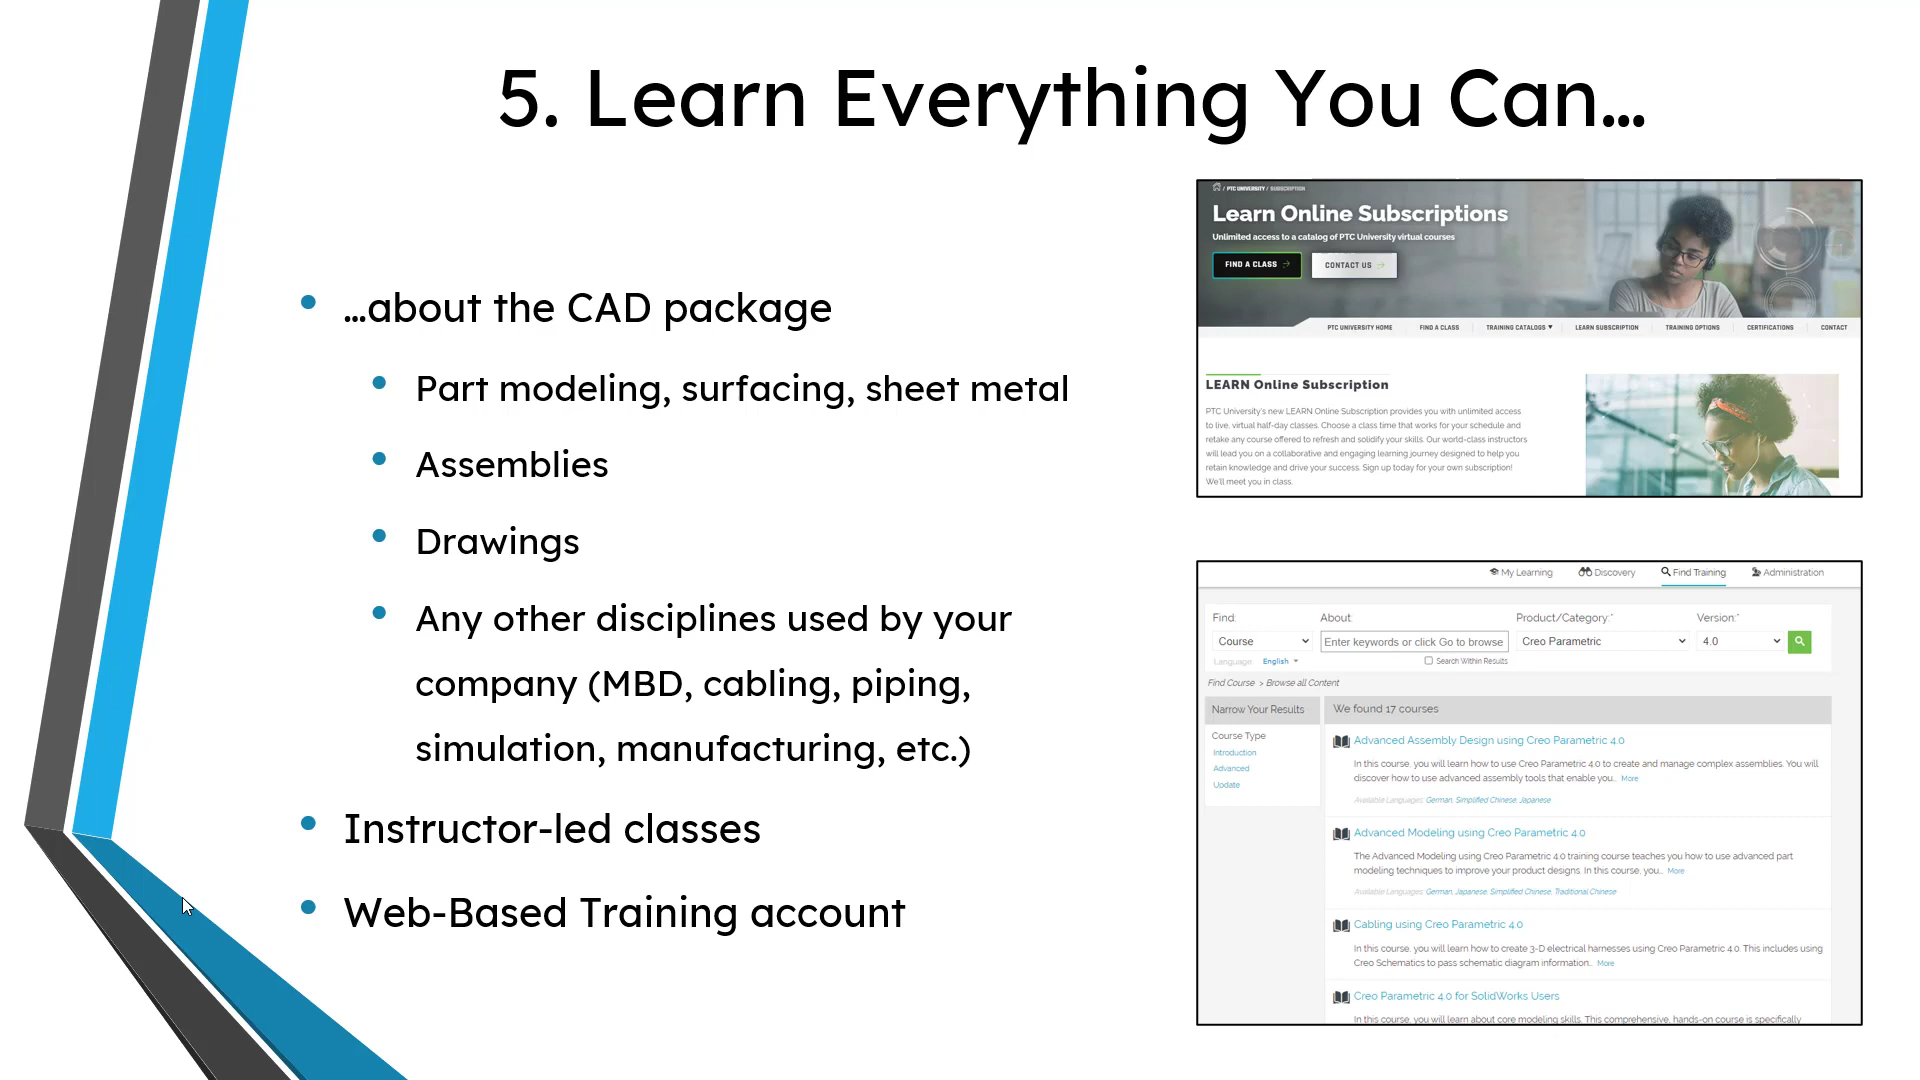 5. Learn Everything You Can...
...about the CAD package
Part modeling, surfacing, sheet metal
Assemblies
Drawings
Any other disciplines used by your
company (MBD, cabling, piping,
simulation, manufacturing, etc.)
Instructor-led classes
Web-Based Training account
/ PTC UNIVERSITY / SUBSCRIPTION
Learn Online Subscriptions
Unlimited access to a catalog of PTC University virtual courses
FIND A CLASS
CONTACT US
PTC UNIVERSITY HOME FIND A CLASS TRAINING CATALOGS LEARN SUBSCRIPTION TRAINING OPTIONS CERTIFICATIONS CONTACT
LEARN Online Subscription
PTC University's new LEARN Online Subscription provides you with unlimited access
to live, virtual half-day classes. Choose a class time that works for your schedule and
retake any course offered to refresh and solidify your skills. Our world-class instructors
will lead you on a collaborative and engaging learning journey designed to help you
retain knowledge and drive your success. Sign up today for your own subscription!
We'll meet you in class.
My Learning Discovery Find Training Administration
Find: About: Product/Category:* Version:*
Course Enter keywords or click Go to browse Creo Parametric 4.0
Language: English Search Within Results
Find Course > Browse all Content
Narrow Your Results
Course Type
Introduction
Advanced
Update
We found 17 courses
Advanced Assembly Design using Creo Parametric 4.0
In this course, you will learn how to use Creo Parametric 4.0 to create and manage complex assemblies. You will
discover how to use advanced assembly tools that enable you... More
Available Languages: German, Simplified Chinese, Japanese
Advanced Modeling using Creo Parametric 4.0
The Advanced Modeling using Creo Parametric 4.0 training course teaches you how to use advanced part
modeling techniques to improve your product designs. In this course, you... More
Available Languages: German, Japanese, Simplified Chinese, Traditional Chinese
Cabling using Creo Parametric 4.0
In this course, you will learn how to create 3-D electrical harnesses using Creo Parametric 4.0. This includes using
Creo Schematics to pass schematic diagram information... More
Creo Parametric 4.0 for SolidWorks Users
In this course, you will learn about core modeling skills. This comprehensive, hands-on course is specifically